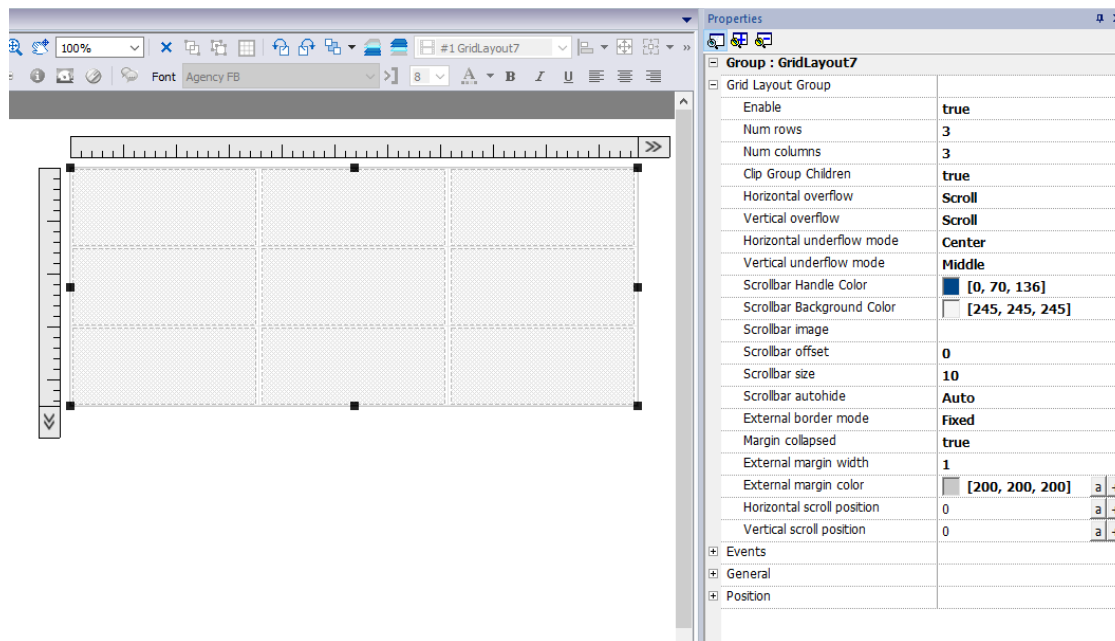 Properties
100%
#1 GridLayout7
Font Agency FB 8 A B I U
Group : GridLayout7
Grid Layout Group
Enable true
Num rows 3
Num columns 3
Clip Group Children true
Horizontal overflow Scroll
Vertical overflow Scroll
Horizontal underflow mode Center
Vertical underflow mode Middle
Scrollbar Handle Color [0, 70, 136]
Scrollbar Background Color [245, 245, 245]
Scrollbar image
Scrollbar offset 0
Scrollbar size 10
Scrollbar autohide Auto
External border mode Fixed
Margin collapsed true
External margin width 1
External margin color [200, 200, 200] a
Horizontal scroll position 0 a
Vertical scroll position 0 a
Events
General
Position